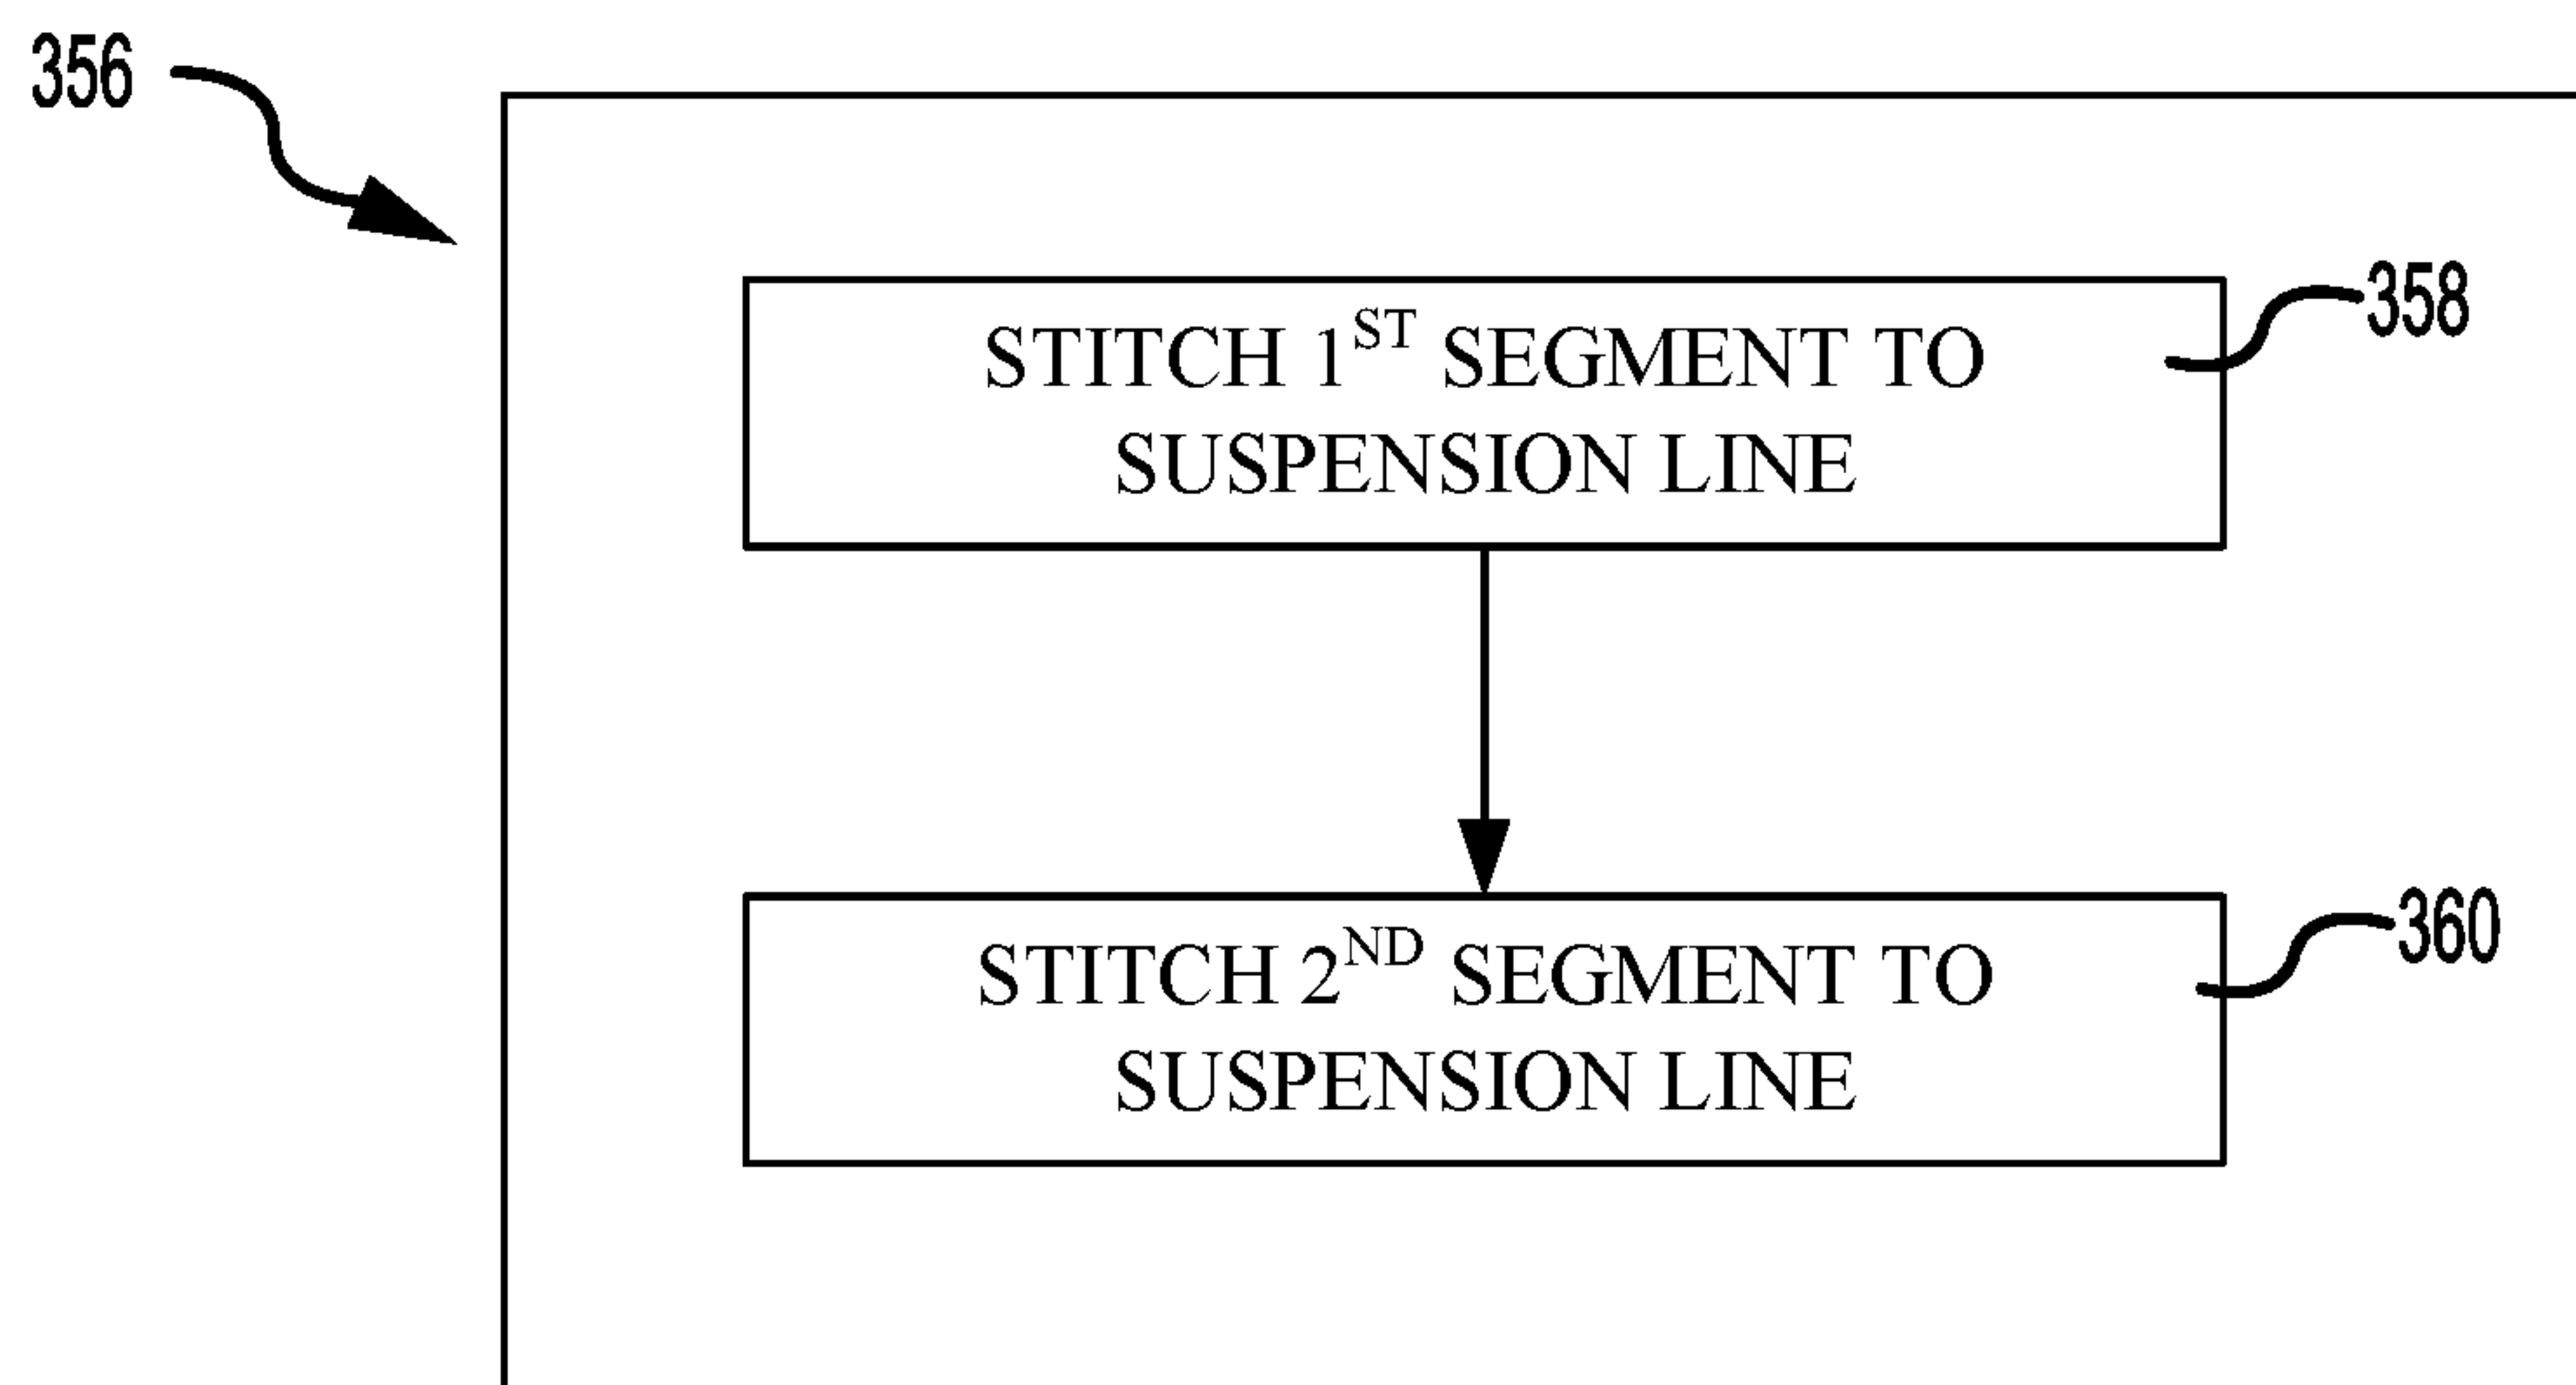 356
358
STITCH 1ST SEGMENT TO
SUSPENSION LINE
360
STITCH 2ND SEGMENT TO
SUSPENSION LINE